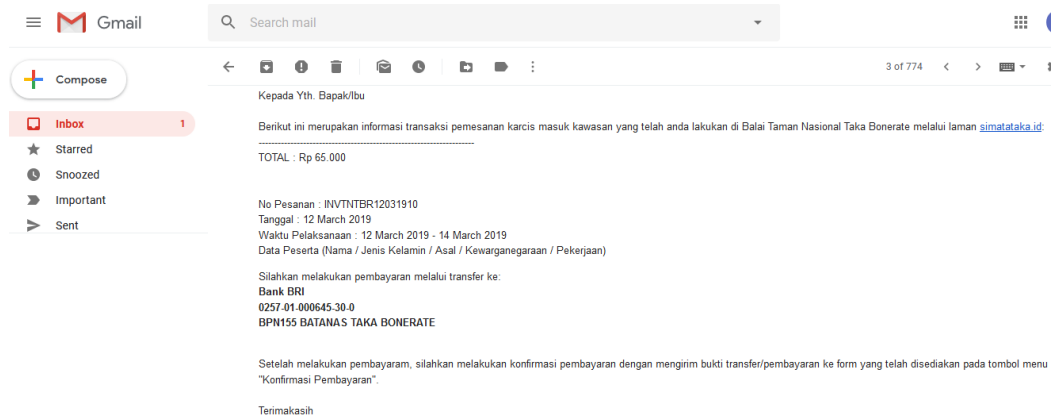 Gmail
Search mail
Compose
3 of 774
Inbox 1
Starred
Snoozed
Important
Sent
Kepada Yth. Bapak/Ibu
Berikut ini merupakan informasi transaksi pemesanan karcis masuk kawasan yang telah anda lakukan di Balai Taman Nasional Taka Bonerate melalui laman simatataka.id:
------------------------------------------------------------------------
TOTAL : Rp 65.000
No Pesanan : INVTNTBR12031910
Tanggal : 12 March 2019
Waktu Pelaksanaan : 12 March 2019 - 14 March 2019
Data Peserta (Nama / Jenis Kelamin / Asal / Kewarganegaraan / Pekerjaan)
Silahkan melakukan pembayaran melalui transfer ke:
Bank BRI
0257-01-000645-30-0
BPN155 BATANAS TAKA BONERATE
Setelah melakukan pembayaram, silahkan melakukan konfirmasi pembayaran dengan mengirim bukti transfer/pembayaran ke form yang telah disediakan pada tombol menu
"Konfirmasi Pembayaran".
Terimakasih